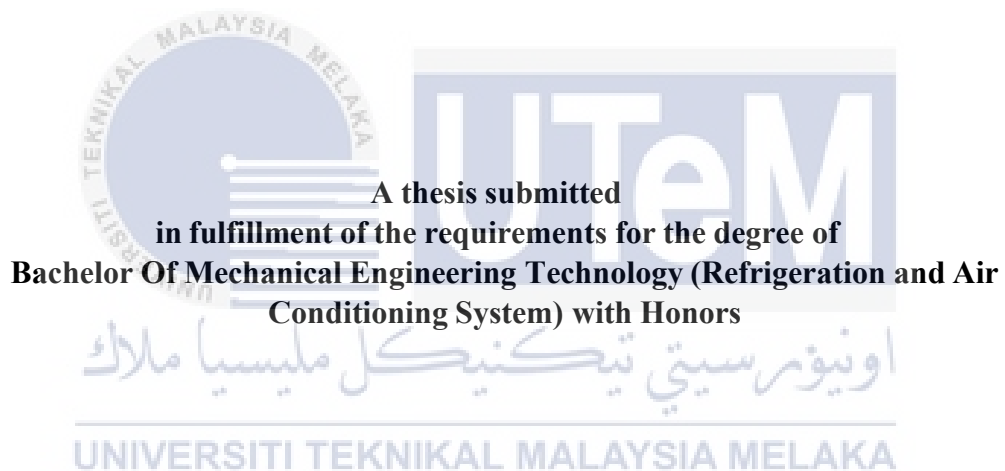 UNIVERSITI TEKNIKAL MALAYSIA MELAKA
UTeM
A thesis submitted
in fulfillment of the requirements for the degree of
Bachelor Of Mechanical Engineering Technology (Refrigeration and Air
Conditioning System) with Honors
اونيۏرسيتي تيكنيكل مليسيا ملاك
UNIVERSITI TEKNIKAL MALAYSIA MELAKA